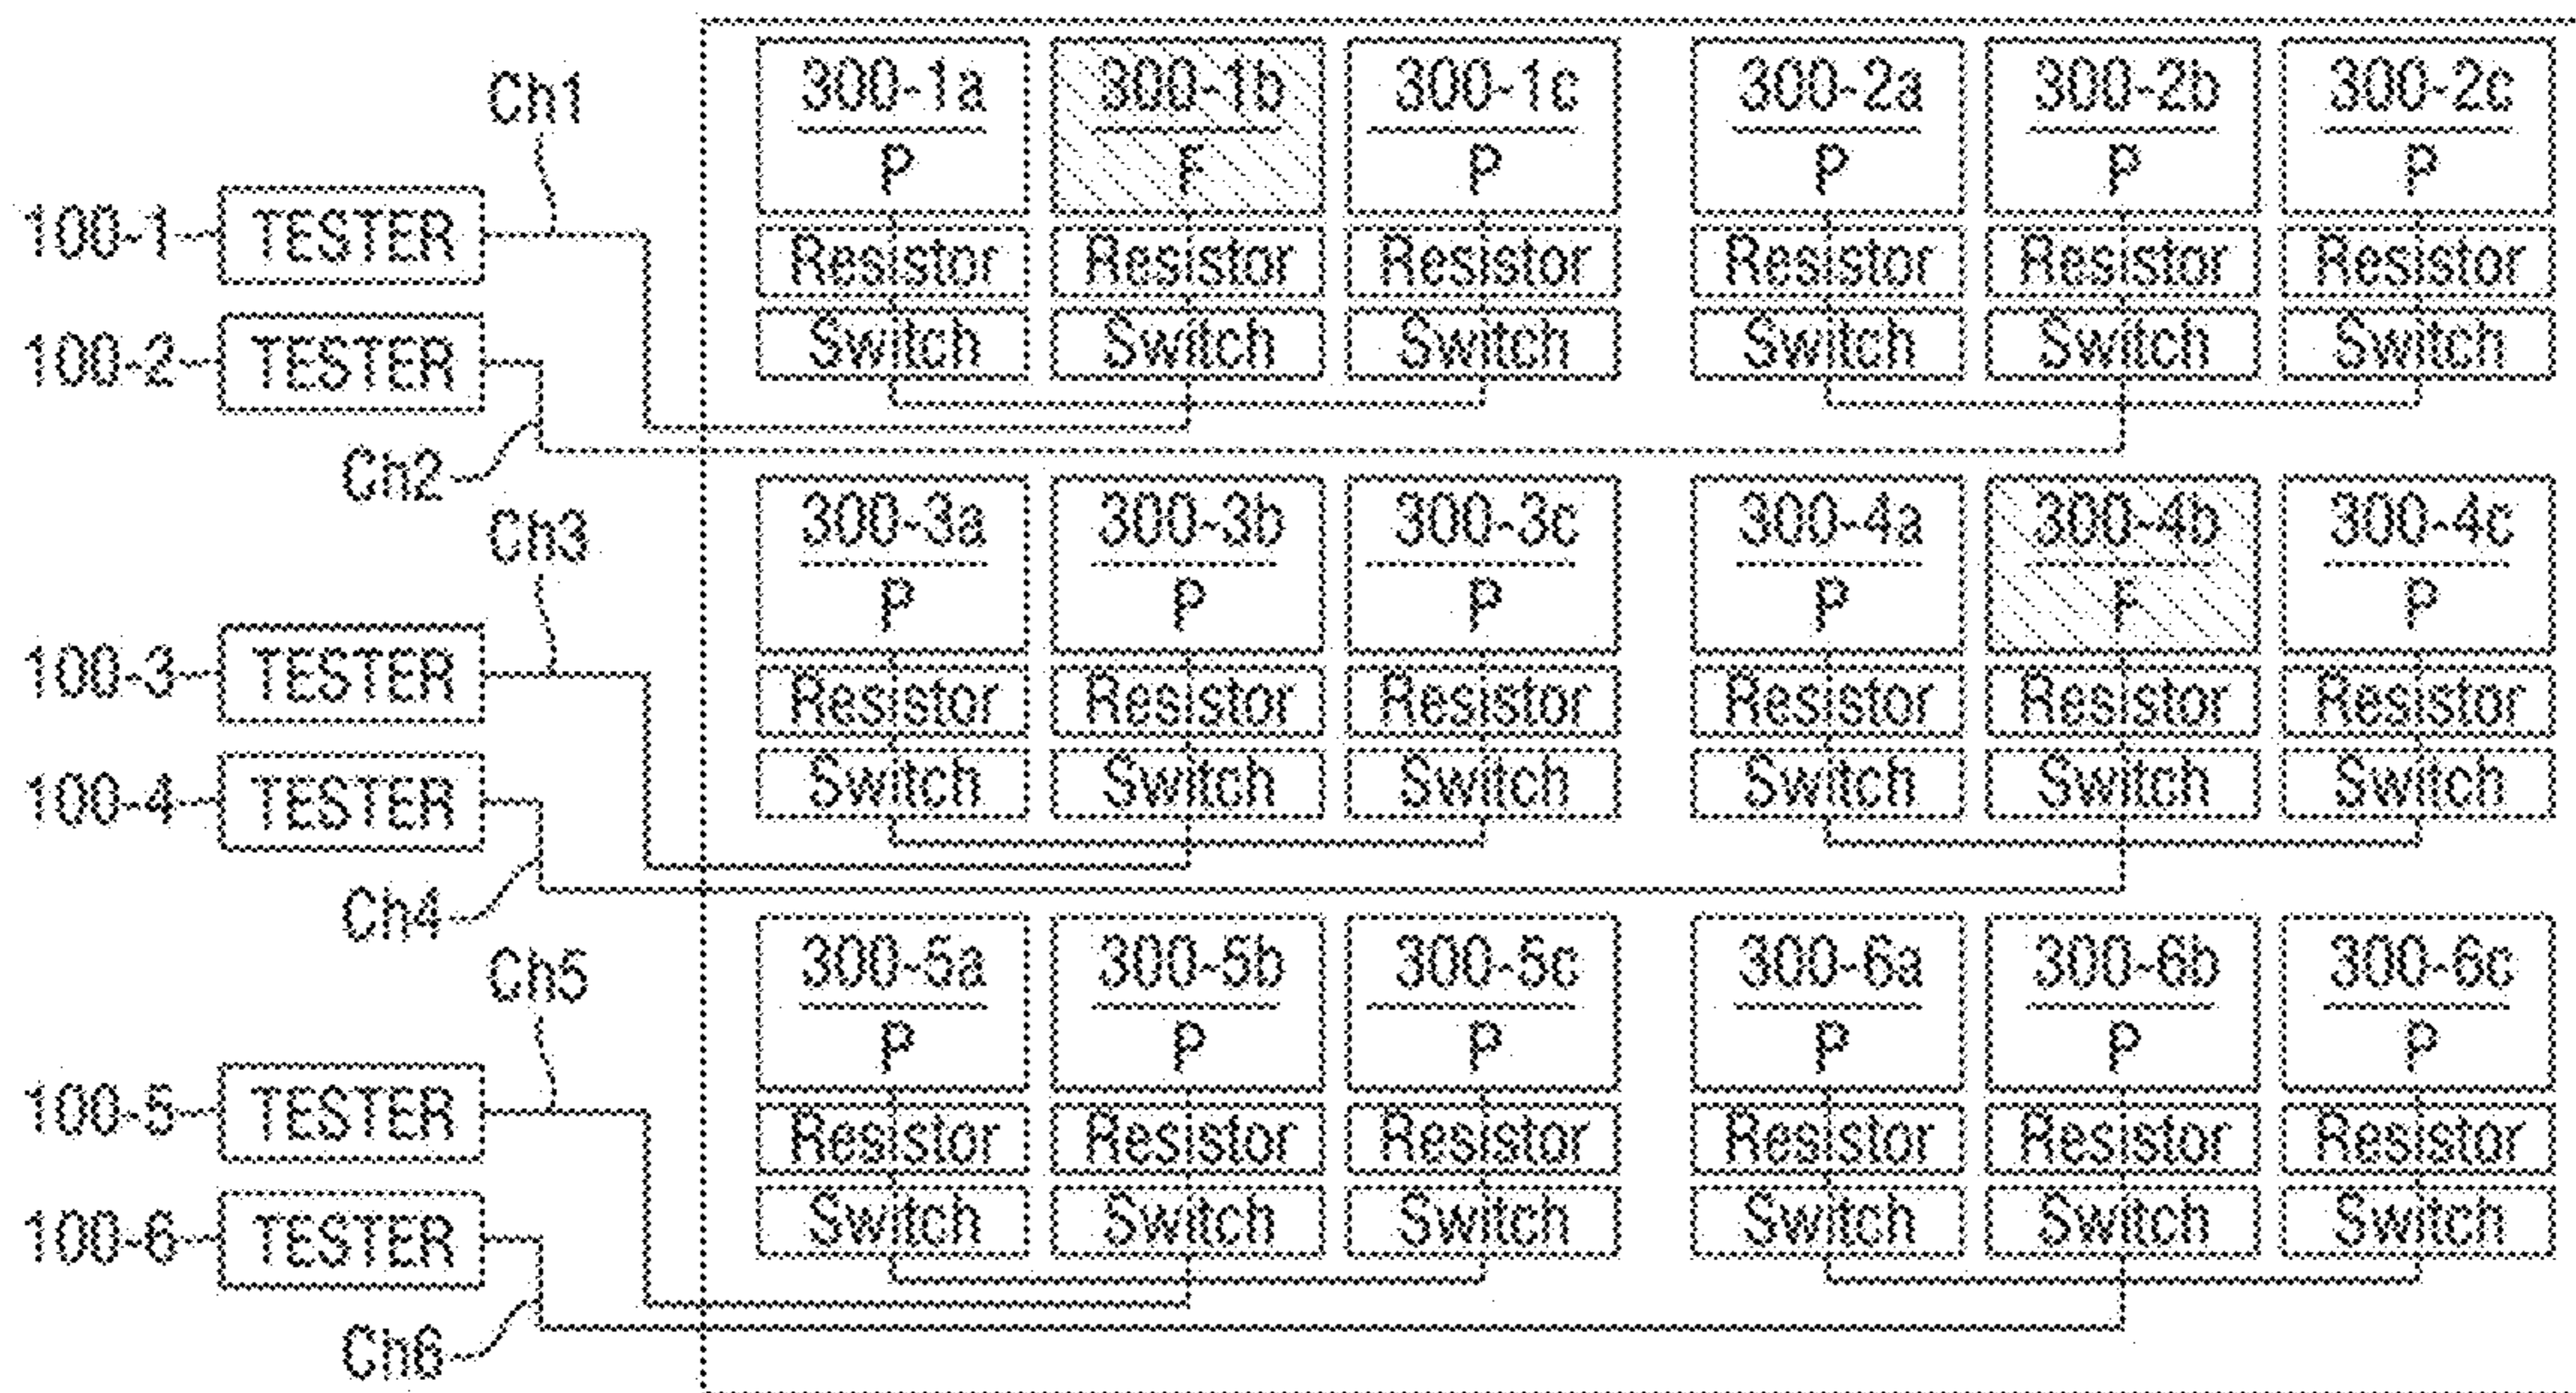 Ch1
300-1a 300-1b 300-1c 300-2a 300-2b 300-2c
P F P P P P
100-1 TESTER
Resistor Resistor Resistor Resistor Resistor Resistor
100-2 TESTER
Switch Switch Switch Switch Switch Switch
Ch2
Ch3
300-3a 300-3b 300-3c 300-4a 300-4b 300-4c
P P P P F P
100-3 TESTER
Resistor Resistor Resistor Resistor Resistor Resistor
100-4 TESTER
Switch Switch Switch Switch Switch Switch
Ch4
Ch5
300-5a 300-5b 300-5c 300-6a 300-6b 300-6c
P P P P P P
100-5 TESTER
Resistor Resistor Resistor Resistor Resistor Resistor
100-6 TESTER
Switch Switch Switch Switch Switch Switch
Ch6